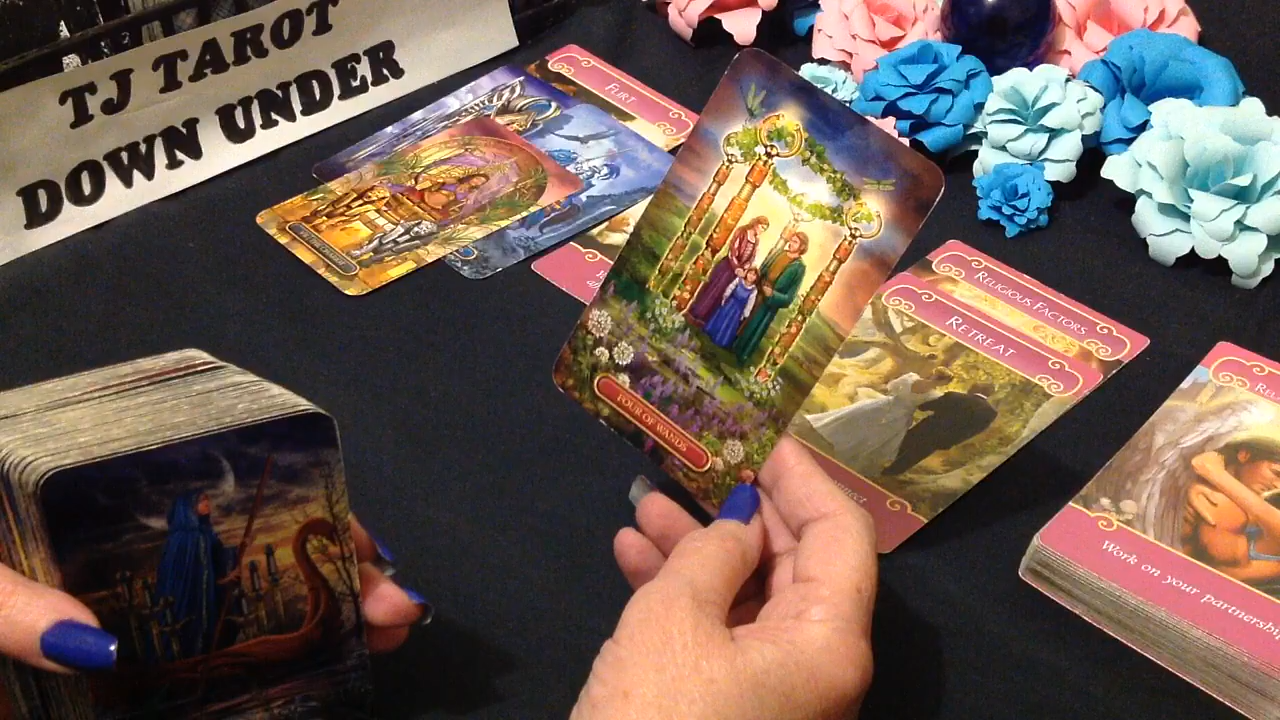 TJ TAROT
DOWN UNDER
FLIRT
FOUR OF WANDS
RELIGIOUS FACTORS
RETREAT
Work on your partnership